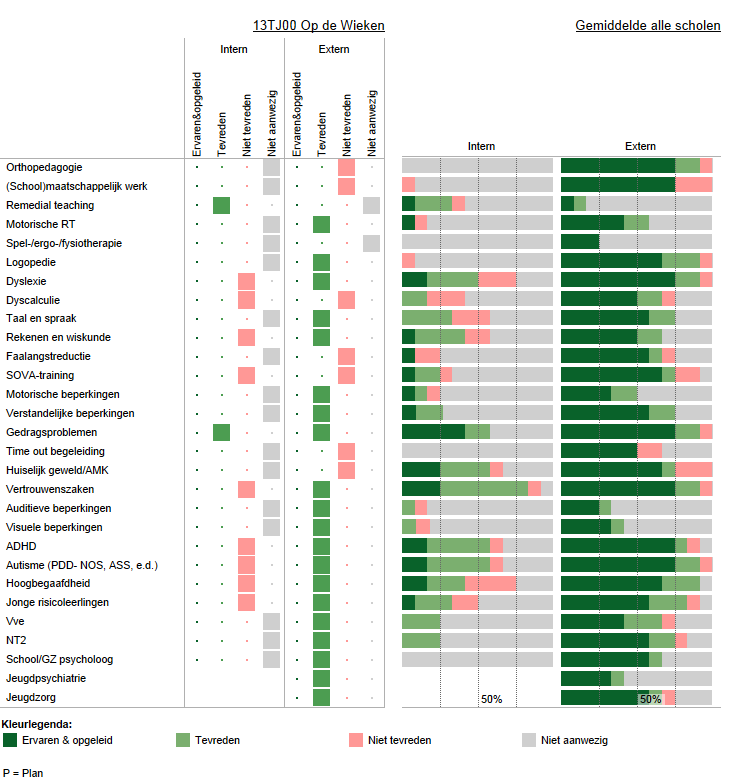 13TJ00 Op de Wieken
Gemiddelde alle scholen
Intern
Extern
Ervaren&opgeleid
Tevreden
Niet tevreden
Niet aanwezig
Ervaren&opgeleid
Tevreden
Niet tevreden
Niet aanwezig
Intern
Extern
Orthopedagogie
(School)maatschappelijk werk
Remedial teaching
Motorische RT
Spel-/ergo-/fysiotherapie
Logopedie
Dyslexie
Dyscalculie
Taal en spraak
Rekenen en wiskunde
Faalangstreductie
SOVA-training
Motorische beperkingen
Verstandelijke beperkingen
Gedragsproblemen
Time out begeleiding
Huiselijk geweld/AMK
Vertrouwenszaken
Auditieve beperkingen
Visuele beperkingen
ADHD
Autisme (PDD- NOS, ASS, e.d.)
Hoogbegaafdheid
Jonge risicoleerlingen
Vve
NT2
School/GZ psycholoog
Jeugdpsychiatrie
Jeugdzorg
50%
50%
Kleurlegenda:
Ervaren & opgeleid
Tevreden
Niet tevreden
Niet aanwezig
P = Plan